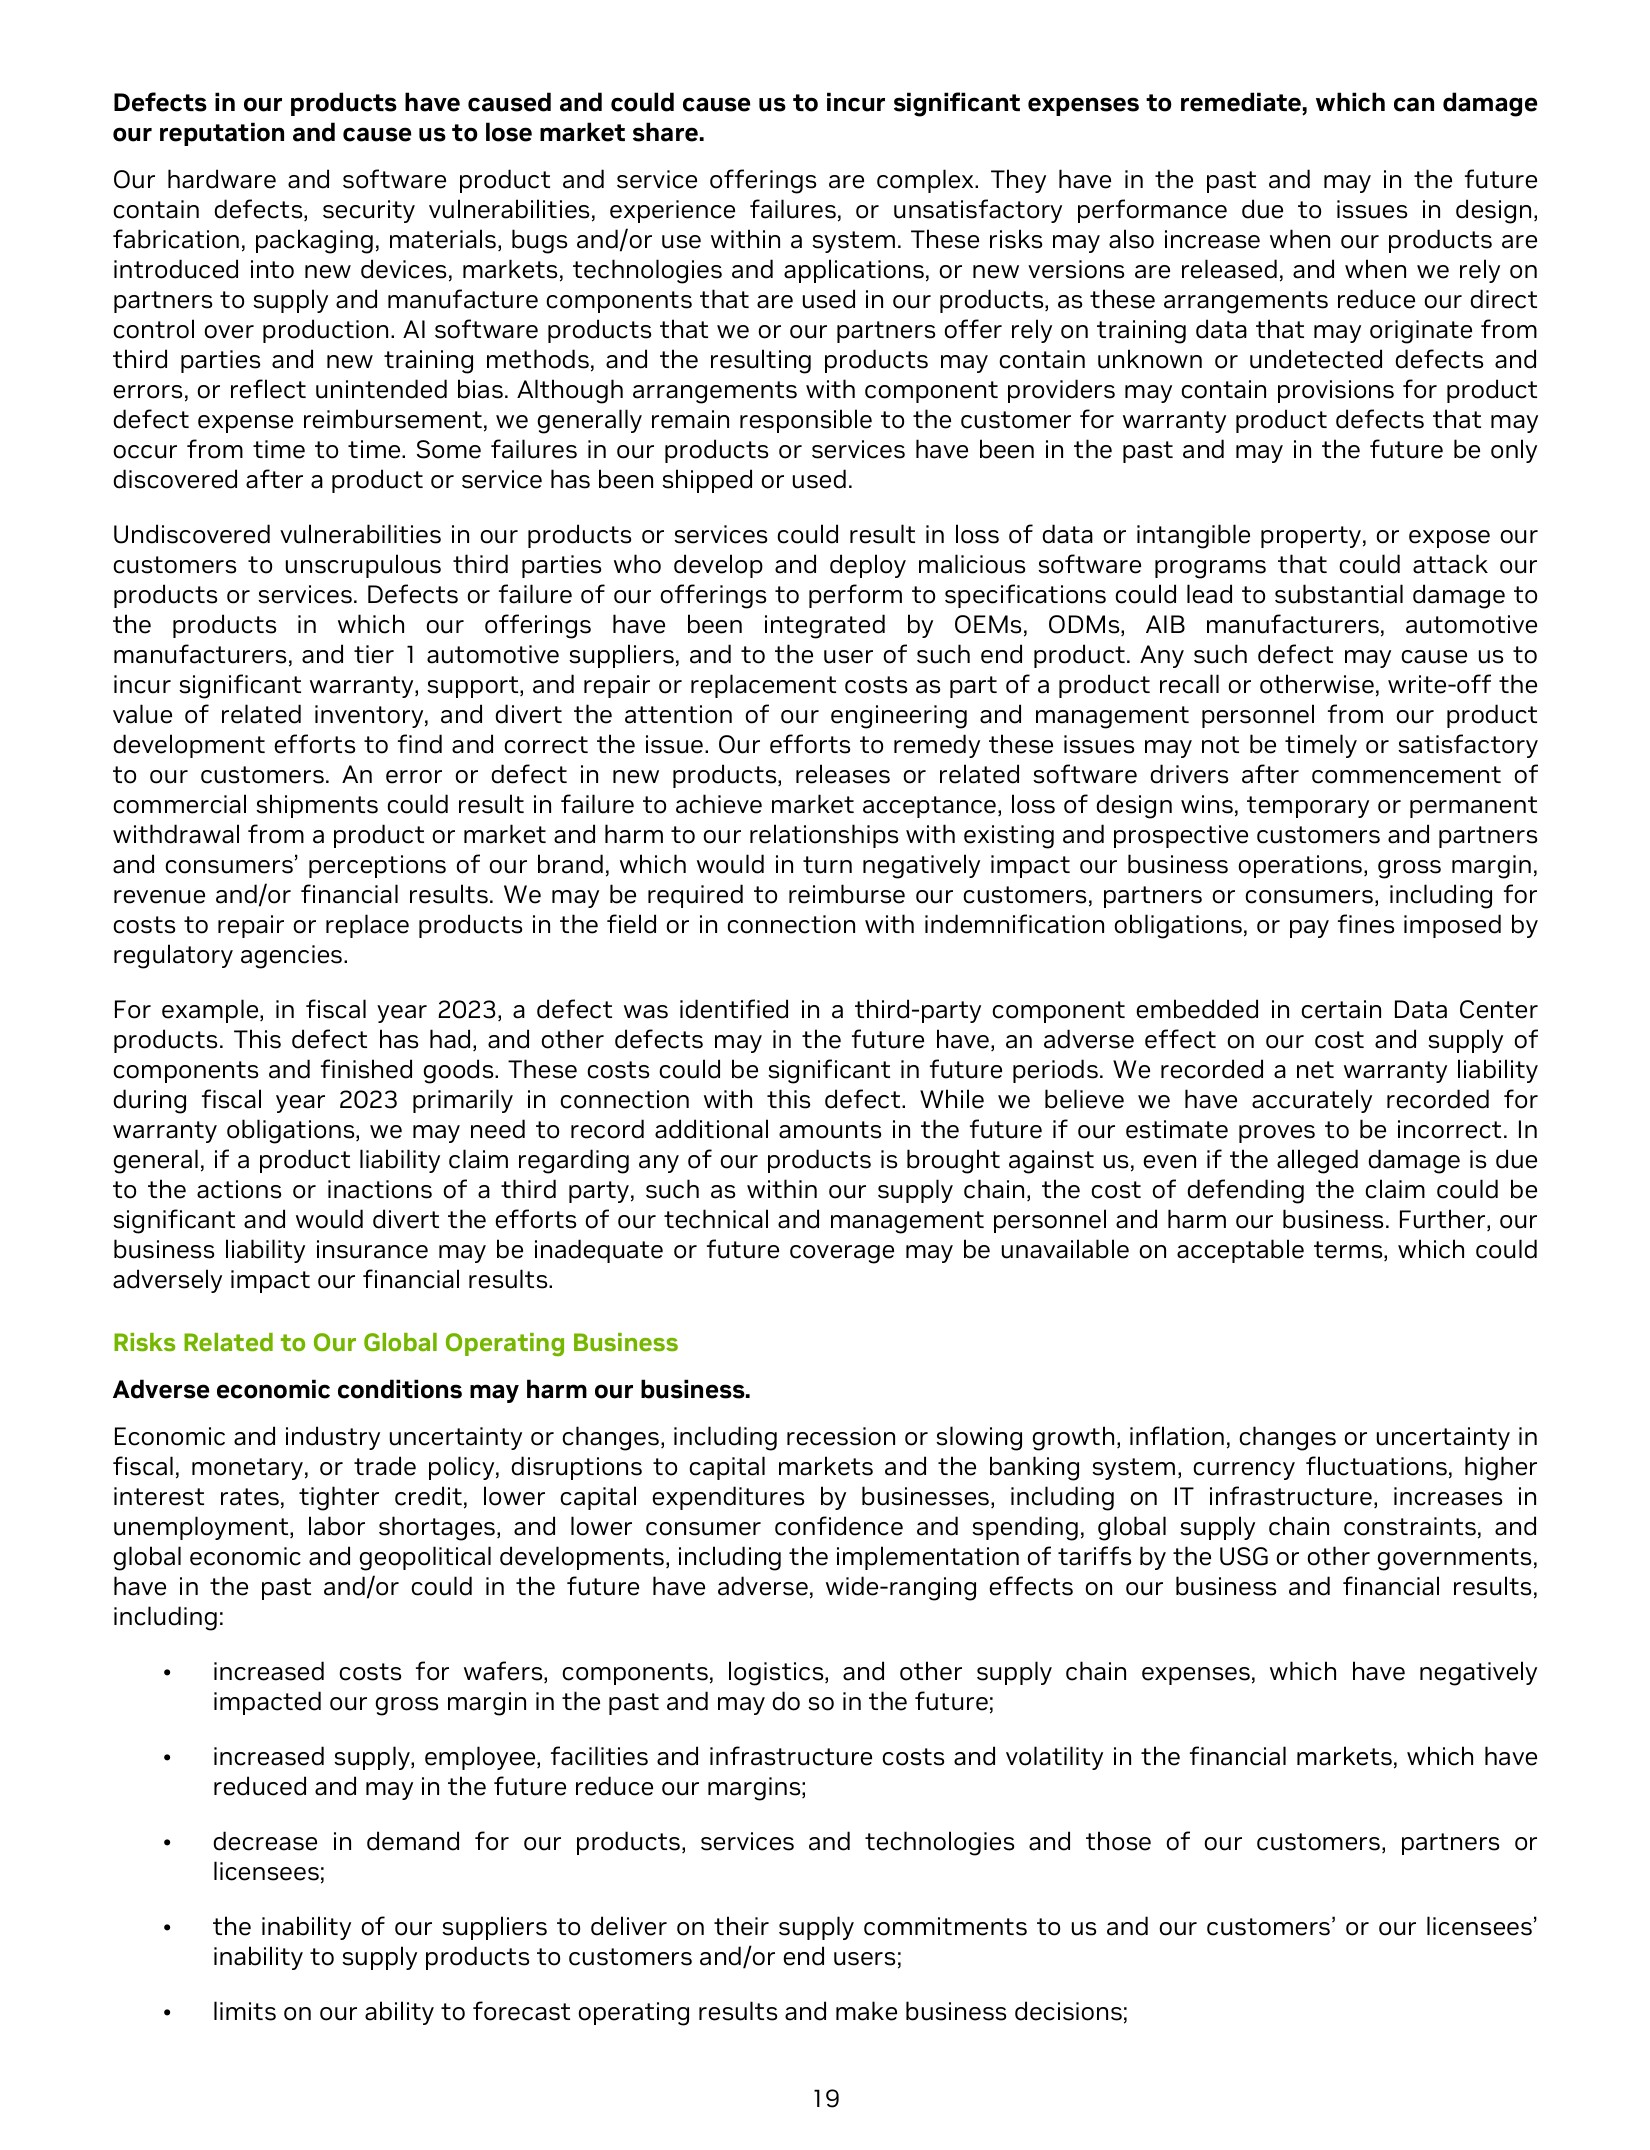 Defects in our products have caused and could cause us to incur significant expenses to remediate, which can damage
our reputation and cause us to lose market share.
Our hardware and software product and service offerings are complex. They have in the past and may in the future
contain defects, security vulnerabilities, experience failures, or unsatisfactory performance due to issues in design,
fabrication, packaging, materials, bugs and/or use within a system. These risks may also increase when our products are
introduced into new devices, markets, technologies and applications, or new versions are released, and when we rely on
partners to supply and manufacture components that are used in our products, as these arrangements reduce our direct
control over production. AI software products that we or our partners offer rely on training data that may originate from
third parties and new training methods, and the resulting products may contain unknown or undetected defects and
errors, or reflect unintended bias. Although arrangements with component providers may contain provisions for product
defect expense reimbursement, we generally remain responsible to the customer for warranty product defects that may
occur from time to time. Some failures in our products or services have been in the past and may in the future be only
discovered after a product or service has been shipped or used.
Undiscovered vulnerabilities in our products or services could result in loss of data or intangible property, or expose our
customers to unscrupulous third parties who develop and deploy malicious software programs that could attack our
products or services. Defects or failure of our offerings to perform to specifications could lead to substantial damage to
the products in which our offerings have been integrated by OEMs, ODMs, AIB manufacturers, automotive
manufacturers, and tier 1 automotive suppliers, and to the user of such end product. Any such defect may cause us to
incur significant warranty, support, and repair or replacement costs as part of a product recall or otherwise, write-off the
value of related inventory, and divert the attention of our engineering and management personnel from our product
development efforts to find and correct the issue. Our efforts to remedy these issues may not be timely or satisfactory
to our customers. An error or defect in new products, releases or related software drivers after commencement of
commercial shipments could result in failure to achieve market acceptance, loss of design wins, temporary or permanent
withdrawal from a product or market and harm to our relationships with existing and prospective customers and partners
and consumers’ perceptions of our brand, which would in turn negatively impact our business operations, gross margin,
revenue and/or financial results. We may be required to reimburse our customers, partners or consumers, including for
costs to repair or replace products in the field or in connection with indemnification obligations, or pay fines imposed by
regulatory agencies.
For example, in fiscal year 2023, a defect was identified in a third-party component embedded in certain Data Center
products. This defect has had, and other defects may in the future have, an adverse effect on our cost and supply of
components and finished goods. These costs could be significant in future periods. We recorded a net warranty liability
during fiscal year 2023 primarily in connection with this defect. While we believe we have accurately recorded for
warranty obligations, we may need to record additional amounts in the future if our estimate proves to be incorrect. In
general, if a product liability claim regarding any of our products is brought against us, even if the alleged damage is due
to the actions or inactions of a third party, such as within our supply chain, the cost of defending the claim could be
significant and would divert the efforts of our technical and management personnel and harm our business. Further, our
business liability insurance may be inadequate or future coverage may be unavailable on acceptable terms, which could
adversely impact our financial results.
Risks Related to Our Global Operating Business
Adverse economic conditions may harm our business.
Economic and industry uncertainty or changes, including recession or slowing growth, inflation, changes or uncertainty in
fiscal, monetary, or trade policy, disruptions to capital markets and the banking system, currency fluctuations, higher
interest rates, tighter credit, lower capital expenditures by businesses, including on IT infrastructure, increases in
unemployment, labor shortages, and lower consumer confidence and spending, global supply chain constraints, and
global economic and geopolitical developments, including the implementation of tariffs by the USG or other governments,
have in the past and/or could in the future have adverse, wide-ranging effects on our business and financial results,
including:
• increased costs for wafers, components, logistics, and other supply chain expenses, which have negatively
impacted our gross margin in the past and may do so in the future;
• increased supply, employee, facilities and infrastructure costs and volatility in the financial markets, which have
reduced and may in the future reduce our margins;
• decrease in demand for our products, services and technologies and those of our customers, partners or
licensees;
• the inability of our suppliers to deliver on their supply commitments to us and our customers’ or our licensees’
inability to supply products to customers and/or end users;
• limits on our ability to forecast operating results and make business decisions;
19